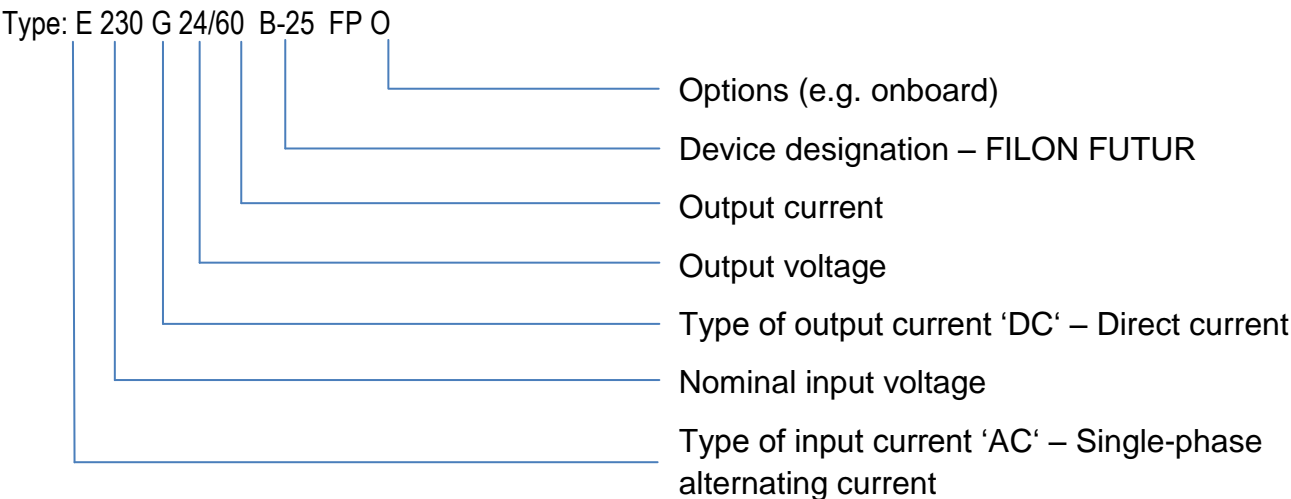 Type: E 230 G 24/60 B-25 FP O
Options (e.g. onboard)
Device designation – FILON FUTUR
Output current
Output voltage
Type of output current ‘DC‘ – Direct current
Nominal input voltage
Type of input current ‘AC‘ – Single-phase
alternating current